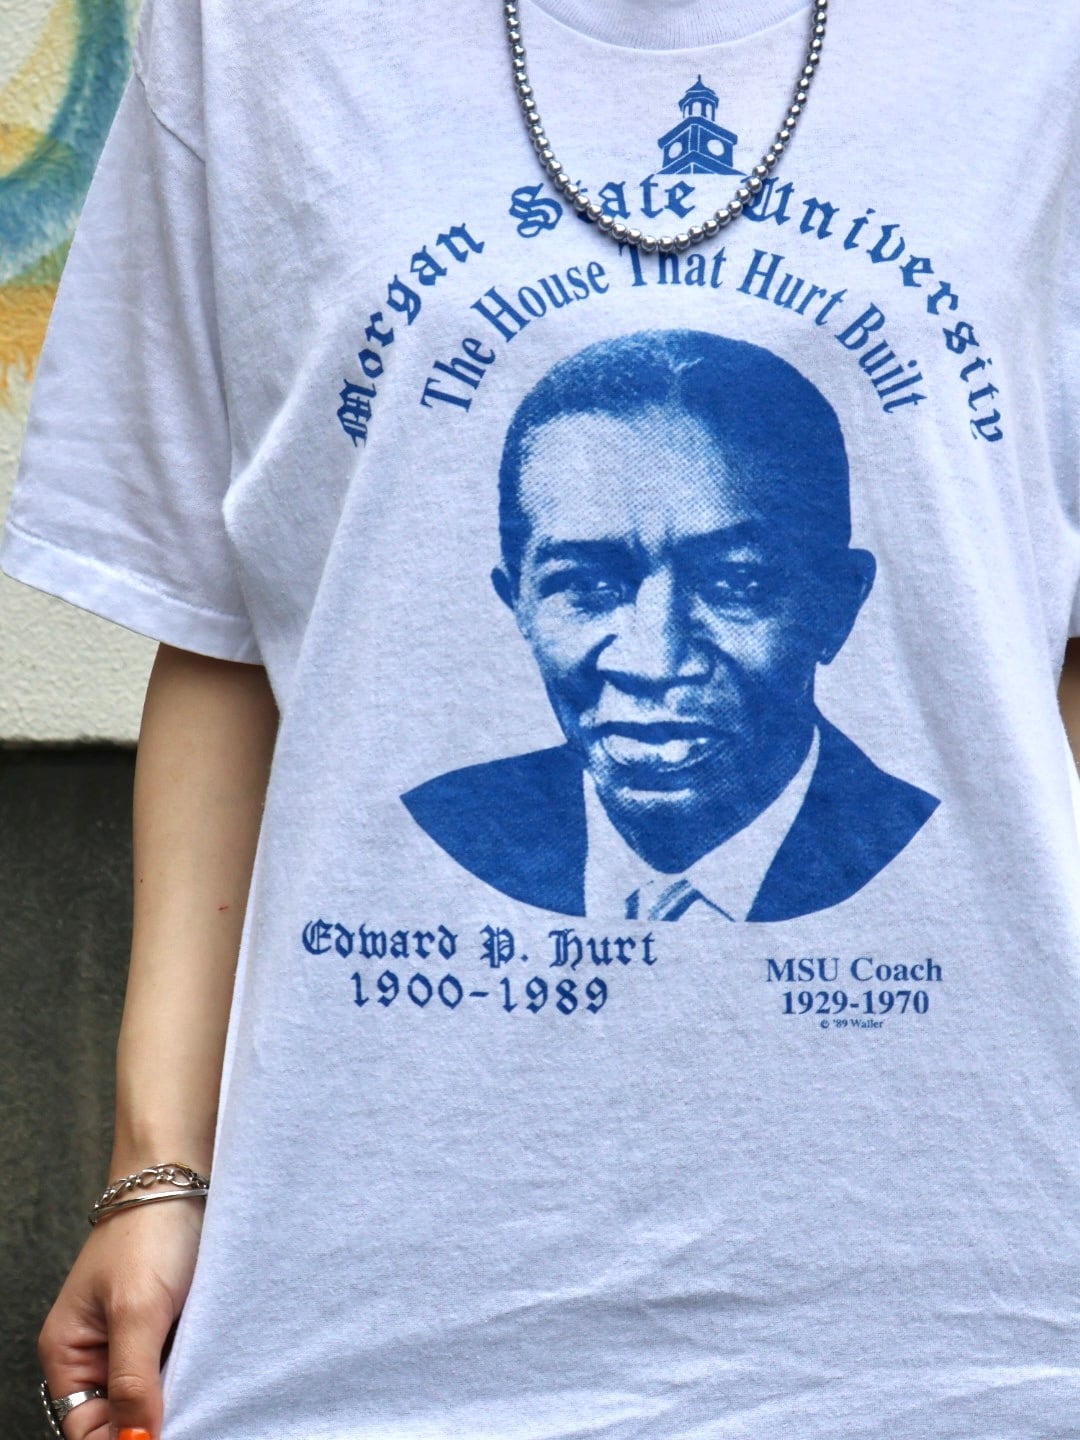 Morgan State University
The House That Hurt Built
Edward P. Hurt
1900-1989
MSU Coach
1929-1970
© '89 Waller